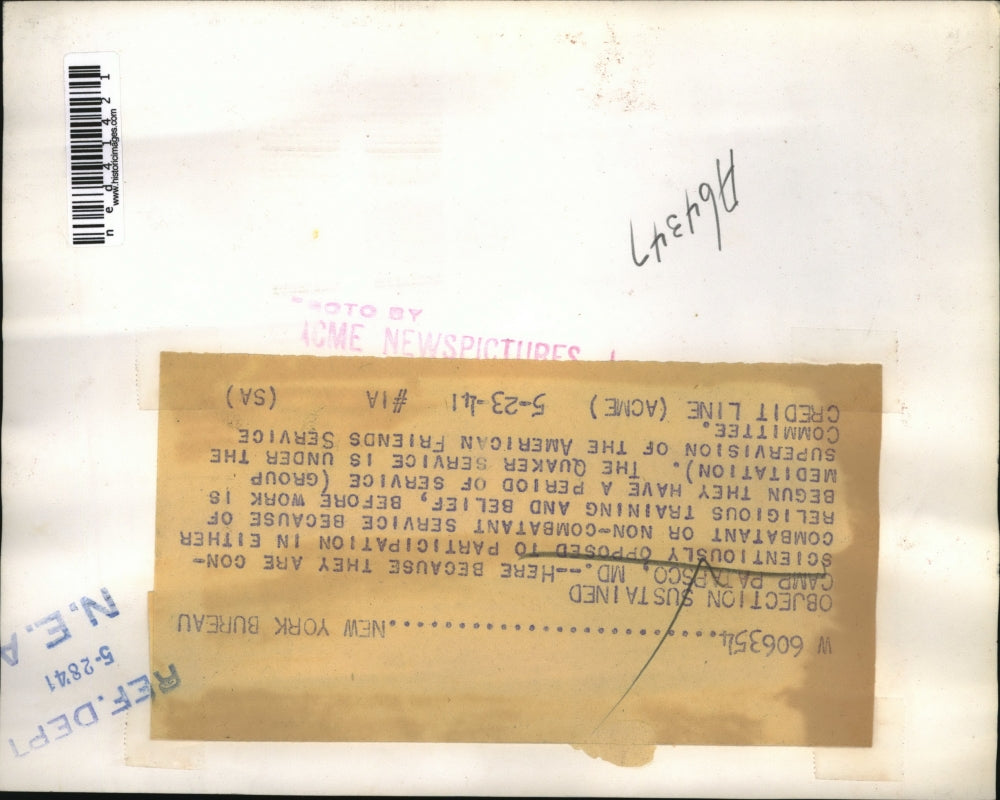 W 606354..............................NEW YORK BUREAU
OBJECTION SUSTAINED
CAMP PATAPSCO, MD.--HERE BECAUSE THEY ARE CON-
SCIENTIOUSLY OPPOSED TO PARTICIPATION IN EITHER
COMBATANT OR NON-COMBATANT SERVICE BECAUSE OF
RELIGIOUS TRAINING AND BELIEF, BEFORE WORK IS
BEGUN THEY HAVE A PERIOD OF SERVICE (GROUP
MEDITATION). THE QUAKER SERVICE IS UNDER THE
SUPERVISION OF THE AMERICAN FRIENDS SERVICE
COMMITTEE.
CREDIT LINE (ACME) 5-23-41 #1A (SA)
PHOTO BY
ACME NEWSPICTURES
A64347
REF. DEPT
5-28'41
N.E.A
ned41421
www.historicimages.com